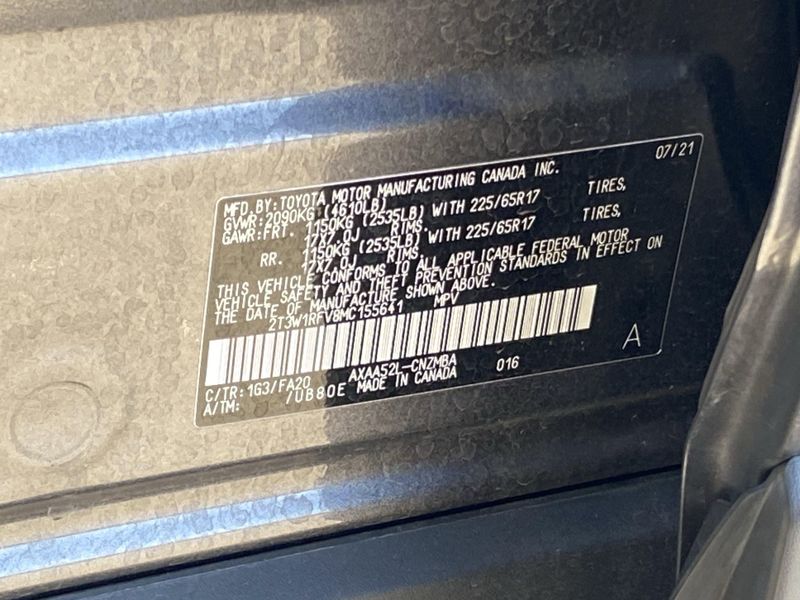 07/21
MFD.BY:TOYOTA MOTOR MANUFACTURING CANADA INC.
GVWR:2090KG (4610LB)
GAWR:FRT. 1150KG (2535LB) WITH 225/65R17 TIRES,
17X7.0J RIMS.
RR. 1150KG (2535LB) WITH 225/65R17 TIRES,
17X7.0J RIMS.
THIS VEHICLE CONFORMS TO ALL APPLICABLE FEDERAL MOTOR
VEHICLE SAFETY AND THEFT PREVENTION STANDARDS IN EFFECT ON
THE DATE OF MANUFACTURE SHOWN ABOVE.
2T3W1RFV8MC155641 MPV
A
AXAA52L-CNZMBA 016
C/TR:1G3/FA20 MADE IN CANADA
A/TM: /UB80E